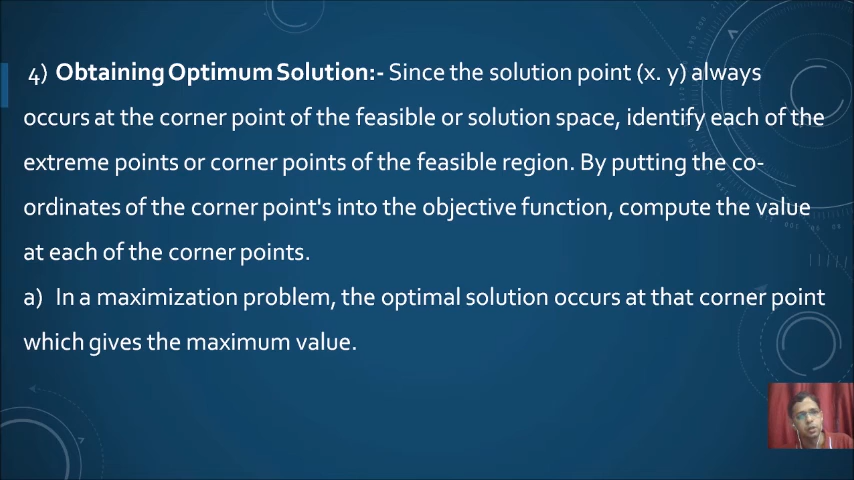 4) Obtaining Optimum Solution:- Since the solution point (x. y) always
occurs at the corner point of the feasible or solution space, identify each of the
extreme points or corner points of the feasible region. By putting the co-
ordinates of the corner point's into the objective function, compute the value
at each of the corner points.
a) In a maximization problem, the optimal solution occurs at that corner point
which gives the maximum value.